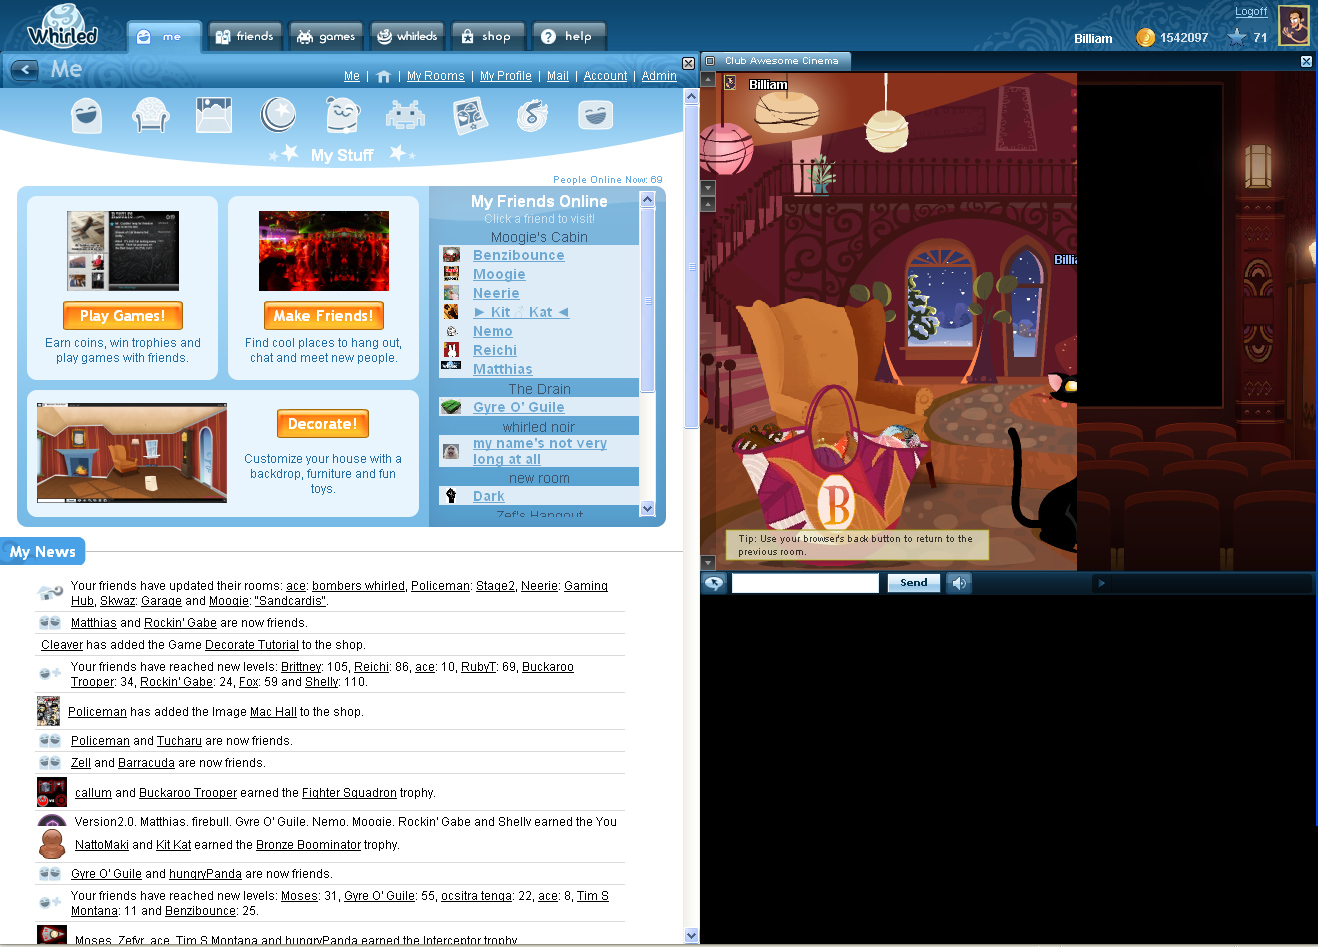 Whirled
me
friends
games
whirleds
shop
help
Logoff
Billiam
1542097
71
Me
Me | | My Rooms | My Profile | Mail | Account | Admin
My Stuff
People Online Now: 69
Play Games!
Earn coins, win trophies and
play games with friends.
Make Friends!
Find cool places to hang out,
chat and meet new people.
Decorate!
Customize your house with a
backdrop, furniture and fun
toys.
My Friends Online
Click a friend to visit!
Moogie's Cabin
Benzibounce
Moogie
Neerie
► Kit Kat ◄
Nemo
Reichi
Matthias
The Drain
Gyre O' Guile
whirled noir
my name's not very
long at all
new room
Dark
Zef's Hangout
My News
Your friends have updated their rooms: ace: bombers whirled, Policeman: Stage2, Neerie: Gaming
Hub, Skwaz: Garage and Moogie: "Sandcardis".
Matthias and Rockin' Gabe are now friends.
Cleaver has added the Game Decorate Tutorial to the shop.
Your friends have reached new levels: Brittney: 105, Reichi: 86, ace: 10, RubyT: 69, Buckaroo
Trooper: 34, Rockin' Gabe: 24, Fox: 59 and Shelly: 110.
Policeman has added the Image Mac Hall to the shop.
Policeman and Tucharu are now friends.
Zell and Barracuda are now friends.
callum and Buckaroo Trooper earned the Fighter Squadron trophy.
Version2.0, Matthias, firebull, Gyre O' Guile, Nemo, Moogie, Rockin' Gabe and Shelly earned the You
NattoMaki and Kit Kat earned the Bronze Boominator trophy.
Gyre O' Guile and hungryPanda are now friends.
Your friends have reached new levels: Moses: 31, Gyre O' Guile: 55, ocsitra tenga: 22, ace: 8, Tim S
Montana: 11 and Benzibounce: 25.
Moses, Zefyr, ace, Tim S Montana and hungryPanda earned the Interceptor trophy
Club Awesome Cinema
Billiam
Billia
B
Tip: Use your browser's back button to return to the
previous room.
Send